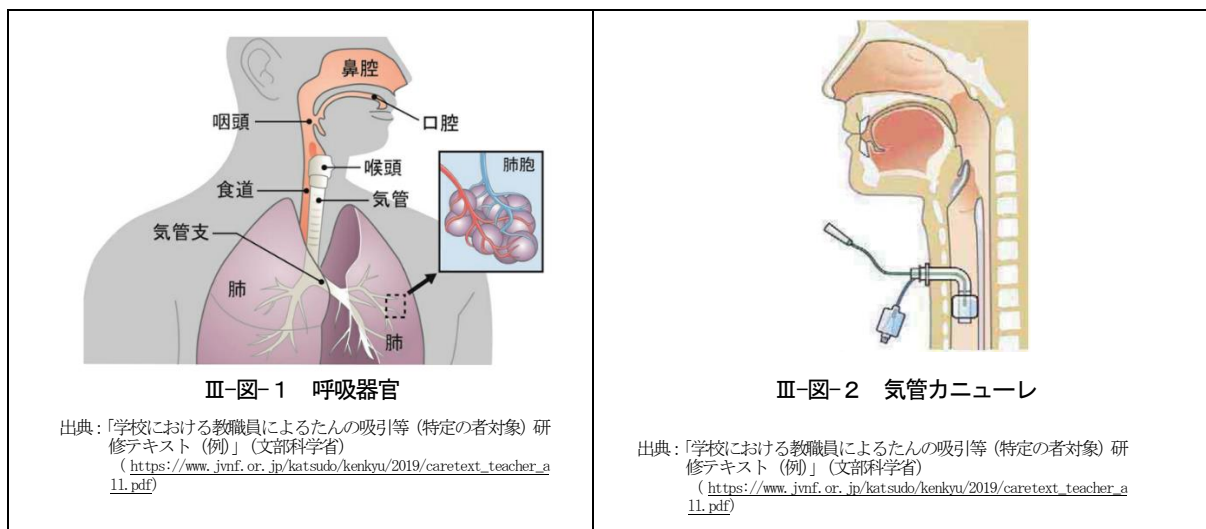 鼻腔
咽頭
口腔
喉頭
肺胞
食道
気管
気管支
肺
肺
Ⅲ-図-1 呼吸器官
出典:「学校における教職員によるたんの吸引等(特定の者対象)研
修テキスト(例)」(文部科学省)
(https://www.jvnf.or.jp/katsudo/kenkyu/2019/caretext_teacher_a
ll.pdf)
Ⅲ-図-2 気管カニューレ
出典:「学校における教職員によるたんの吸引等(特定の者対象)研
修テキスト(例)」(文部科学省)
(https://www.jvnf.or.jp/katsudo/kenkyu/2019/caretext_teacher_a
ll.pdf)